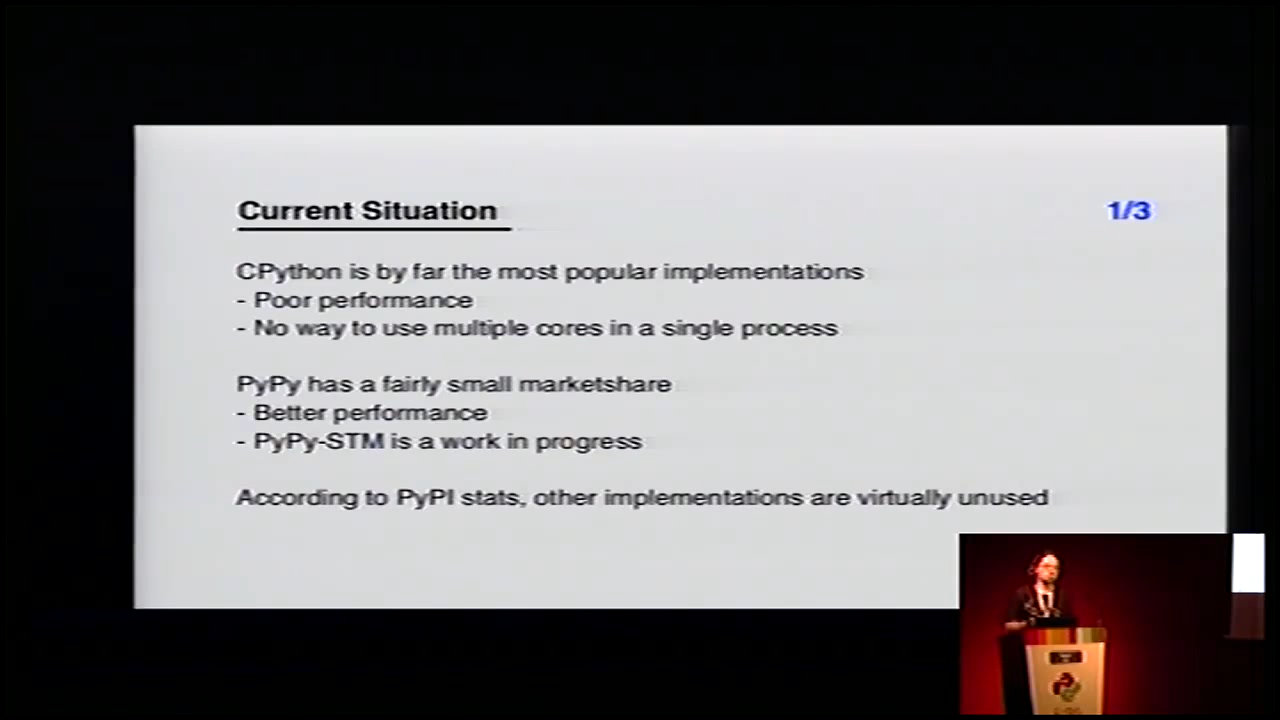 Current Situation
1/3
CPython is by far the most popular implementations
- Poor performance
- No way to use multiple cores in a single process
PyPy has a fairly small marketshare
- Better performance
- PyPy-STM is a work in progress
According to PyPI stats, other implementations are virtually unused